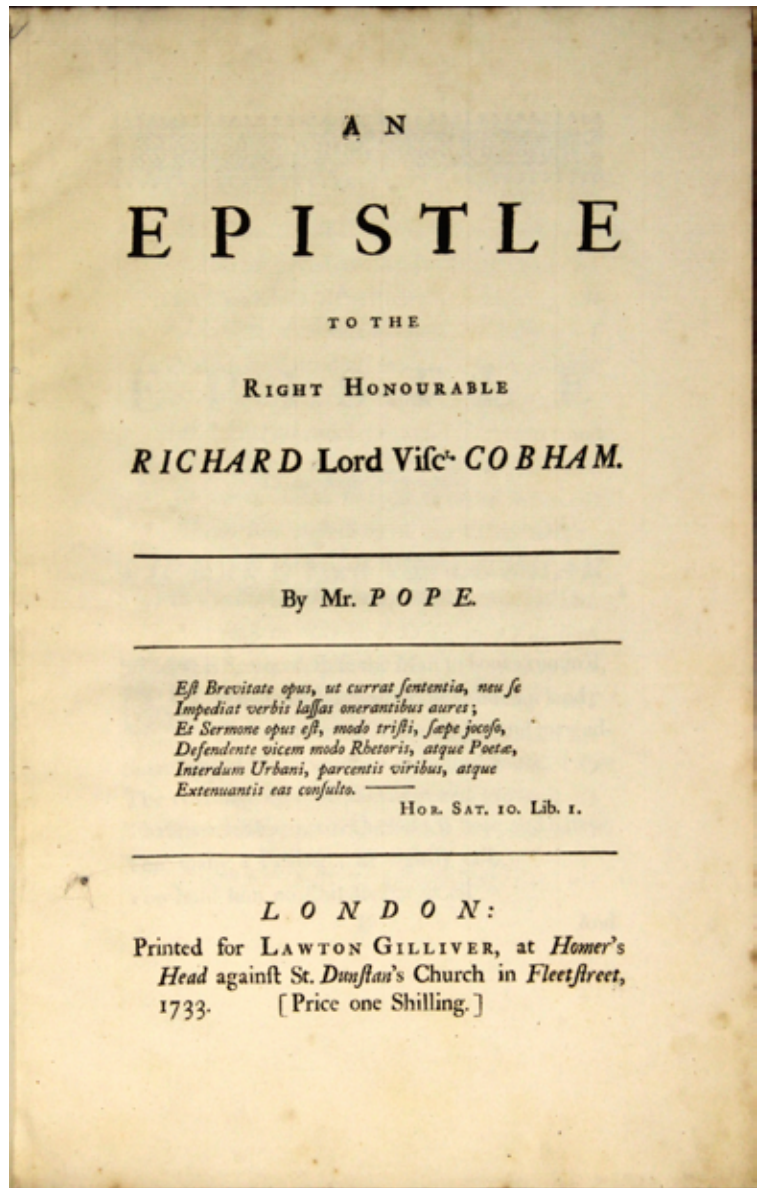 AN
EPISTLE
TO THE
RIGHT HONOURABLE
RICHARD Lord Viſcᵗ· COBHAM.
By Mr. POPE.
Eſt Brevitate opus, ut currat ſententia, neu ſe
Impediat verbis laſſas onerantibus aures;
Et Sermone opus eſt, modo triſti, ſæpe jocoſo,
Defendente vicem modo Rhetoris, atque Poetæ,
Interdum Urbani, parcentis viribus, atque
Extenuantis eas conſulto. ——
HOR. SAT. 10. Lib. 1.
LONDON:
Printed for LAWTON GILLIVER, at Homer's
Head againſt St. Dunſtan's Church in Fleetſtreet,
1733. [Price one Shilling.]